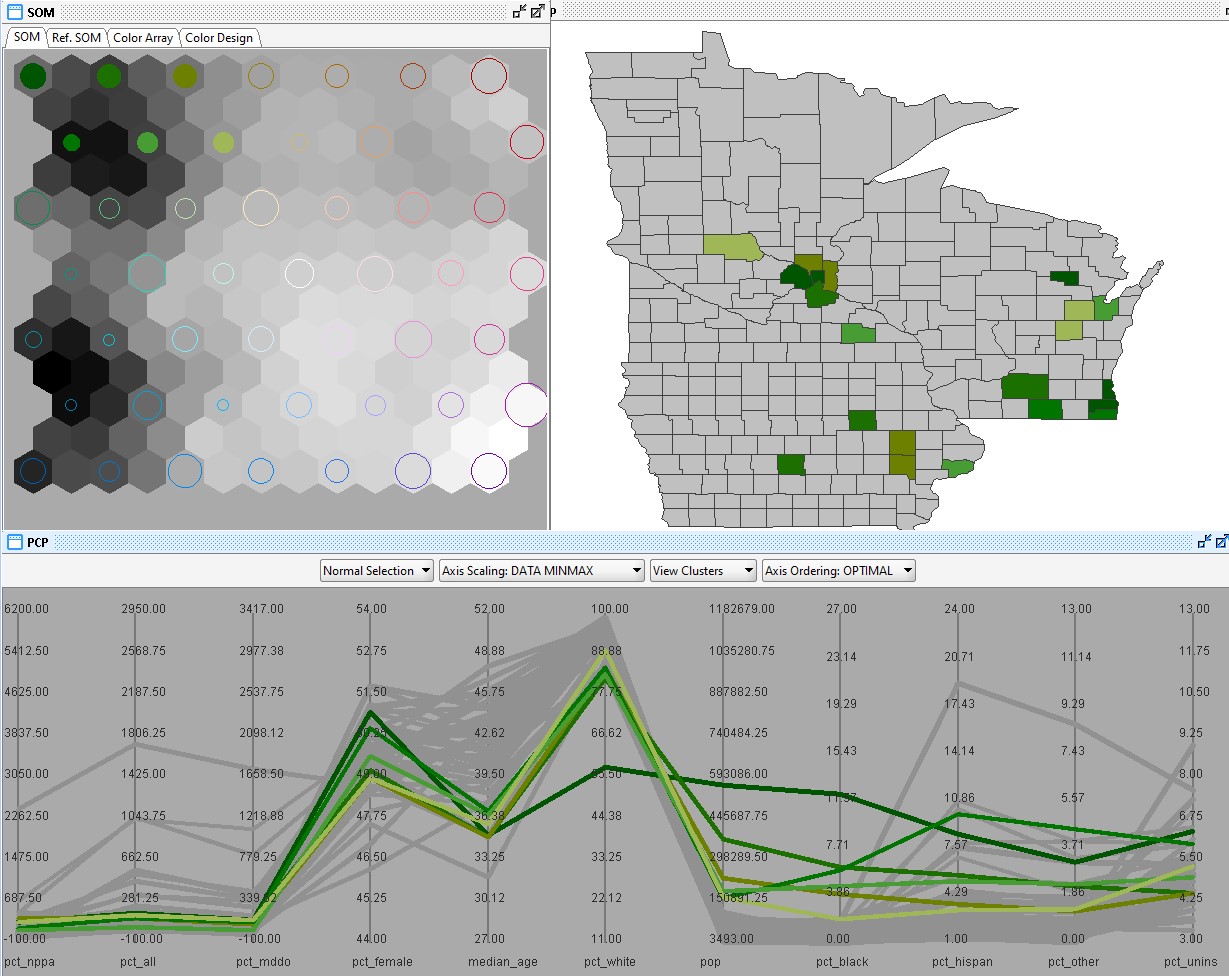 SOM
p
SOM Ref. SOM Color Array Color Design
PCP
Normal Selection Axis Scaling: DATA MINMAX View Clusters Axis Ordering: OPTIMAL
6200.00 2950.00 3417.00 54.00 52.00 100.00 1182679.00 27.00 24.00 13.00 13.00
5412.50 2568.75 2977.38 52.75 48.88 88.88 1035280.75 23.14 20.71 11.14 11.75
4625.00 2187.50 2537.75 51.50 45.75 77.75 887882.50 19.29 17.43 9.29 10.50
3837.50 1806.25 2098.12 42.62 66.62 740484.25 15.43 14.14 7.43 9.25
3050.00 1425.00 1658.50 49.00 39.50 593086.00 11.57 10.86 5.57 8.00
2262.50 1043.75 1218.88 47.75 36.38 44.38 445687.75 7.71 7.57 3.71 6.75
1475.00 662.50 779.25 46.50 33.25 33.25 298289.50 3.86 4.29 1.86 5.50
687.50 281.25 339.62 45.25 30.12 22.12 150891.25 4.25
-100.00 -100.00 -100.00 44.00 27.00 11.00 3493.00 0.00 1.00 0.00 3.00
pct_nppa pct_all pct_mddo pct_female median_age pct_white pop pct_black pct_hispan pct_other pct_unins